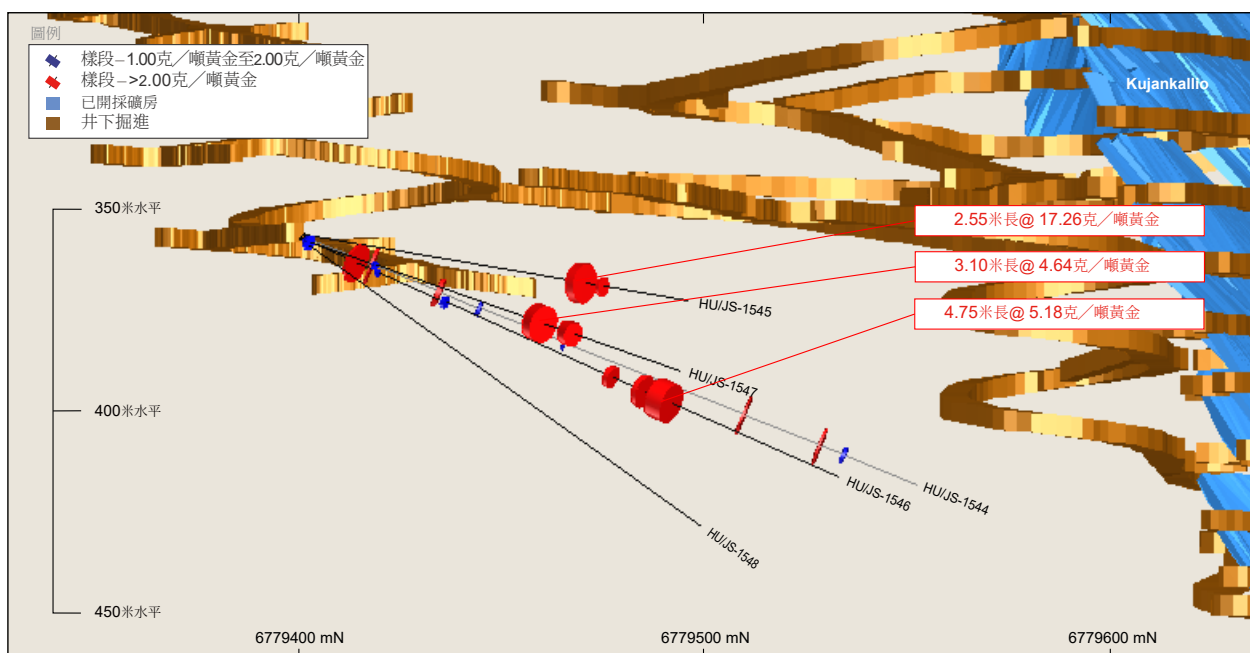 圖例
樣段–1.00克╱噸黃金至2.00克╱噸黃金
樣段–>2.00克╱噸黃金
已開採礦房
井下掘進
Kujankallio
350米水平
2.55米長@ 17.26克╱噸黃金
3.10米長@ 4.64克╱噸黃金
4.75米長@ 5.18克╱噸黃金
HU/JS-1545
HU/JS-1547
400米水平
HU/JS-1546
HU/JS-1544
HU/JS-1548
450米水平
6779400 mN
6779500 mN
6779600 mN